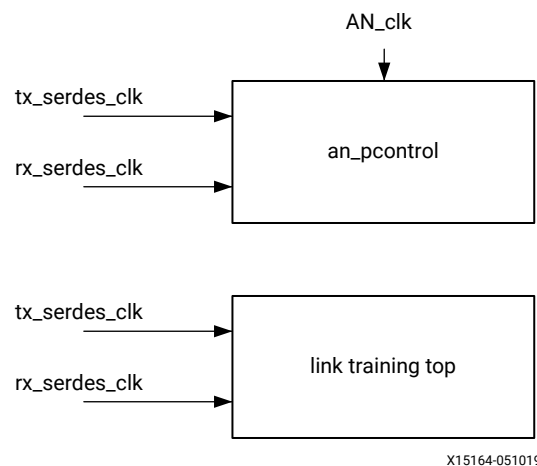 AN_clk
tx_serdes_clk
an_pcontrol
rx_serdes_clk
tx_serdes_clk
link training top
rx_serdes_clk
X15164-051019